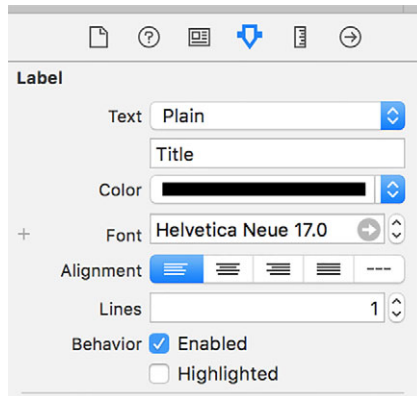 Label
Text Plain
Title
Color
+ Font Helvetica Neue 17.0
Alignment ---
Lines 1
Behavior Enabled
Highlighted